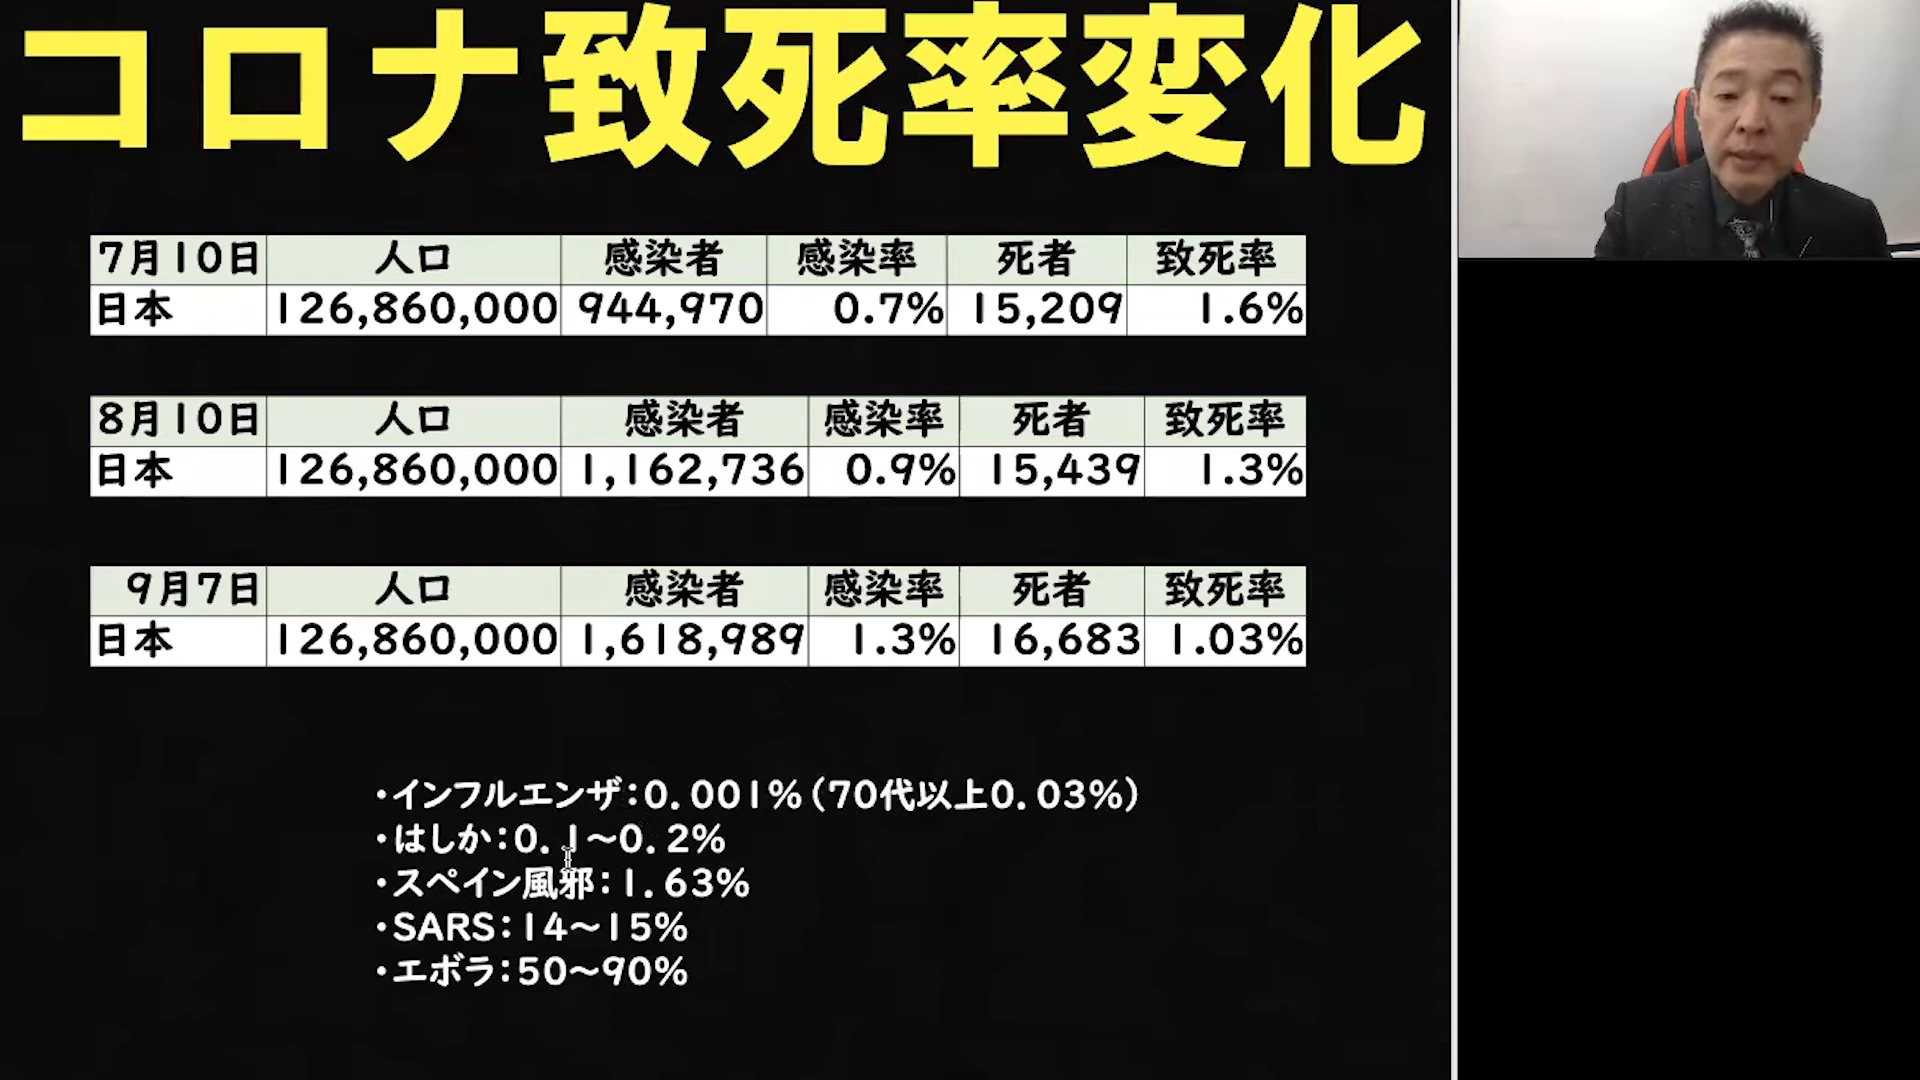 コロナ致死率変化
7月10日 人口 感染者 感染率 死者 致死率
日本 126,860,000 944,970 0.7% 15,209 1.6%
8月10日 人口 感染者 感染率 死者 致死率
日本 126,860,000 1,162,736 0.9% 15,439 1.3%
9月7日 人口 感染者 感染率 死者 致死率
日本 126,860,000 1,618,989 1.3% 16,683 1.03%
・インフルエンザ：0.001%（70代以上0.03%）
・はしか：0.1～0.2%
・スペイン風邪：1.63%
・SARS：14～15%
・エボラ：50～90%